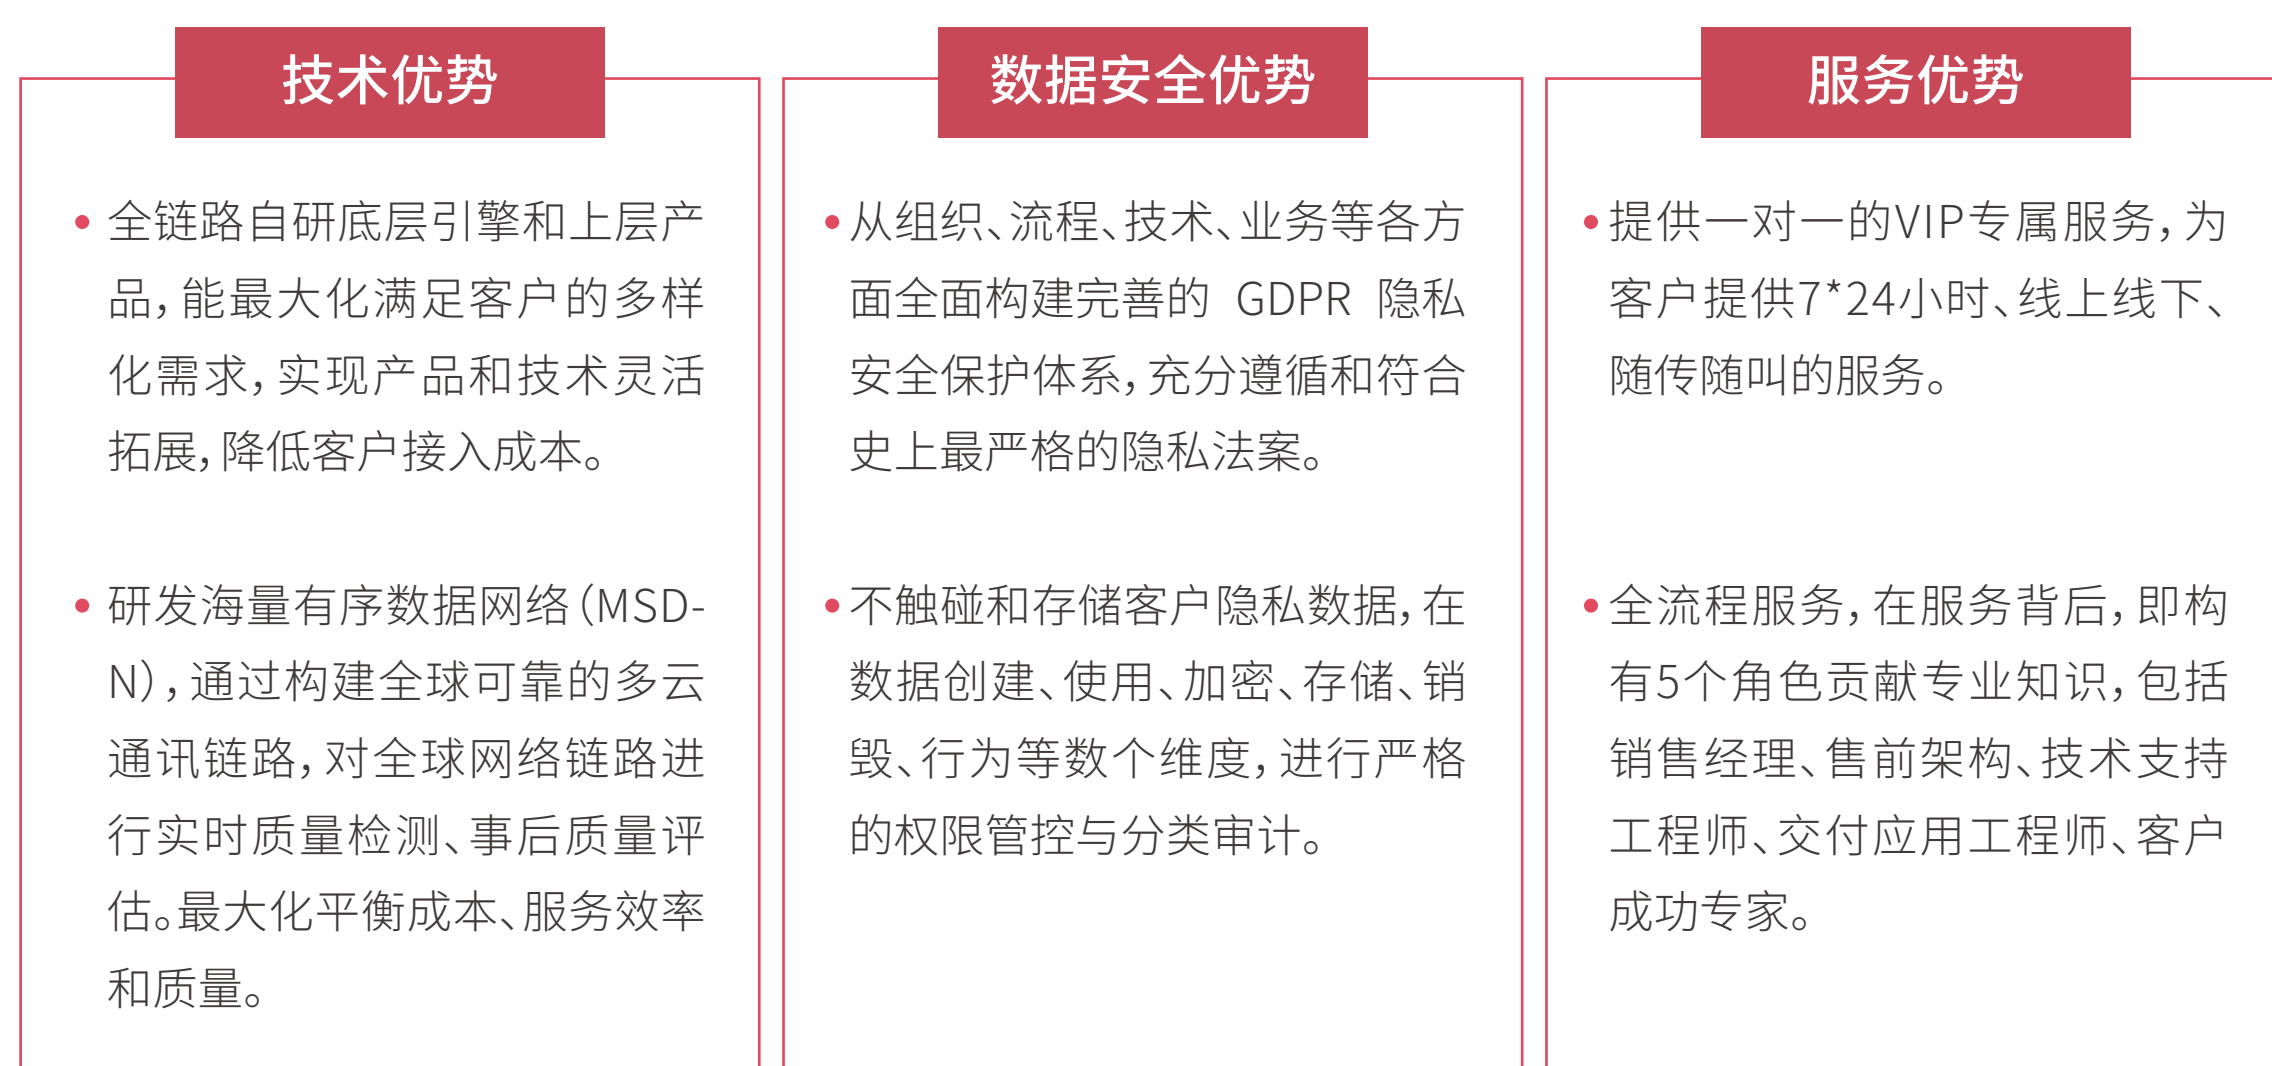 技术优势
全链路自研底层引擎和上层产
品，能最大化满足客户的多样
化需求，实现产品和技术灵活
拓展，降低客户接入成本。
研发海量有序数据网络（MSD-
N），通过构建全球可靠的多云
通讯链路，对全球网络链路进
行实时质量检测、事后质量评
估。最大化平衡成本、服务效率
和质量。
数据安全优势
从组织、流程、技术、业务等各方
面全面构建完善的 GDPR 隐私
安全保护体系，充分遵循和符合
史上最严格的隐私法案。
不触碰和存储客户隐私数据，在
数据创建、使用、加密、存储、销
毁、行为等数个维度，进行严格
的权限管控与分类审计。
服务优势
提供一对一的VIP专属服务，为
客户提供7*24小时、线上线下、
随传随叫的服务。
全流程服务，在服务背后，即构
有5个角色贡献专业知识，包括
销售经理、售前架构、技术支持
工程师、交付应用工程师、客户
成功专家。